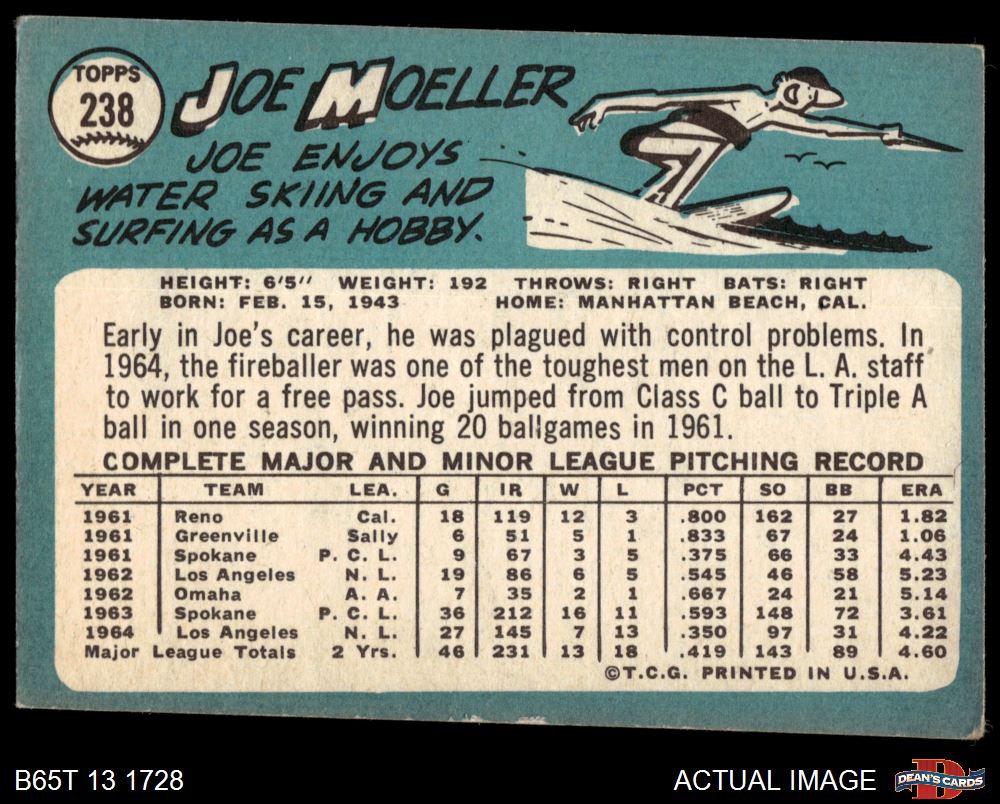 TOPPS
238
JOE MOELLER
JOE ENJOYS
WATER SKIING AND
SURFING AS A HOBBY.
HEIGHT: 6'5" WEIGHT: 192 THROWS: RIGHT BATS: RIGHT
BORN: FEB. 15, 1943 HOME: MANHATTAN BEACH, CAL.
Early in Joe's career, he was plagued with control problems. In
1964, the fireballer was one of the toughest men on the L. A. staff
to work for a free pass. Joe jumped from Class C ball to Triple A
ball in one season, winning 20 ballgames in 1961.
COMPLETE MAJOR AND MINOR LEAGUE PITCHING RECORD
YEAR TEAM LEA. G IR W L PCT SO BB ERA
1961 Reno Cal. 18 119 12 3 .800 162 27 1.82
1961 Greenville Sally 6 51 5 1 .833 67 24 1.06
1961 Spokane P. C. L. 9 67 3 5 .375 66 33 4.43
1962 Los Angeles N. L. 19 86 6 5 .545 46 58 5.23
1962 Omaha A. A. 7 35 2 1 .667 24 21 5.14
1963 Spokane P. C. L. 36 212 16 11 .593 148 72 3.61
1964 Los Angeles N. L. 27 145 7 13 .350 97 31 4.22
Major League Totals 2 Yrs. 46 231 13 18 .419 143 89 4.60
©T.C.G. PRINTED IN U.S.A.
B65T 13 1728 ACTUAL IMAGE DEAN'S CARDS